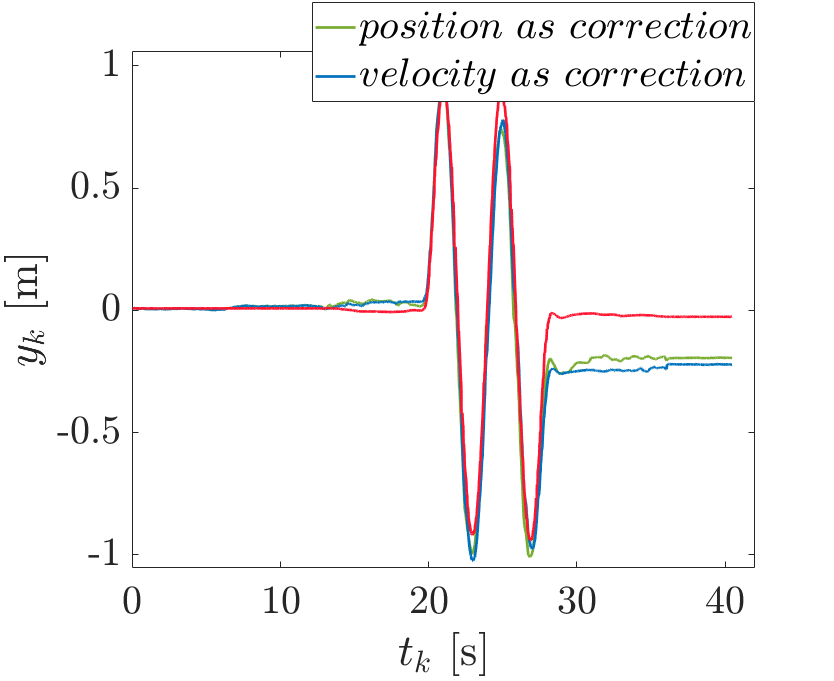 position as correction
velocity as correction
1
0.5
0
-0.5
-1
y_k [m]
0 10 20 30 40
t_k [s]